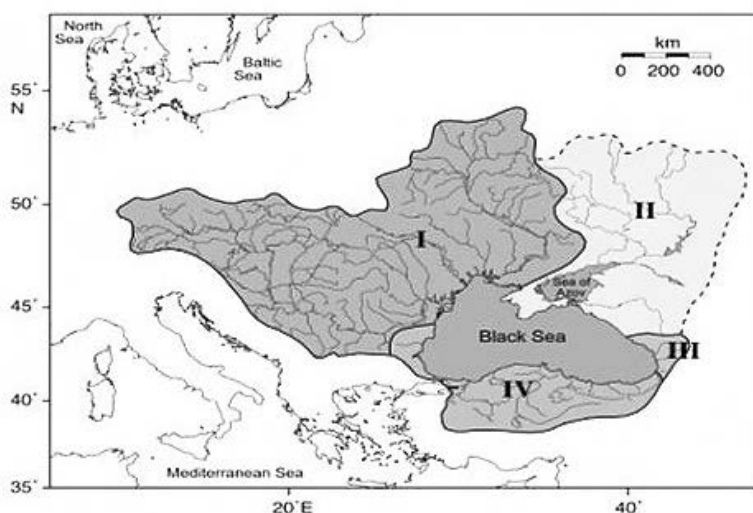 North
Sea
Baltic
Sea
km
0 200 400
55˚
N
50˚
II
I
Sea of
Azov
45˚
Black Sea
III
IV
40˚
Mediterranean Sea
35˚
20˚E
40˚